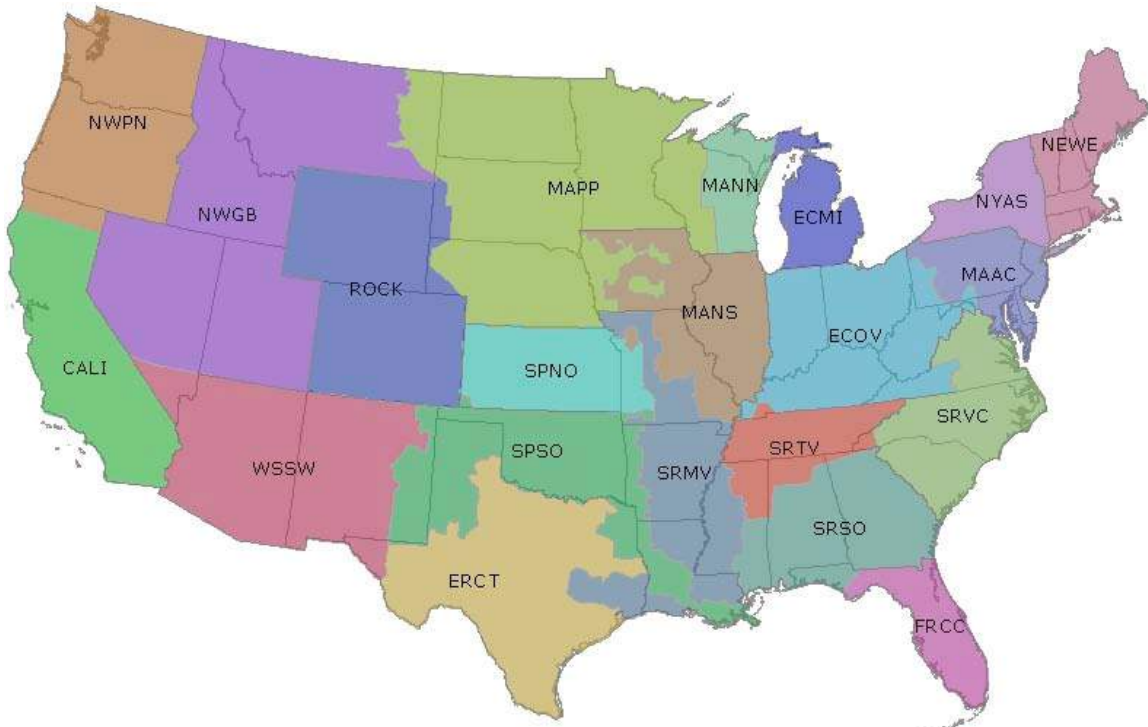 NWPN
NEWE
MAPP
MANN
NYAS
NWGB
ECMI
MAAC
ROCK
MANS
ECOV
CALI
SPNO
SRVC
SPSO
SRTV
WSSW
SRMV
SRSO
ERCT
FRCC